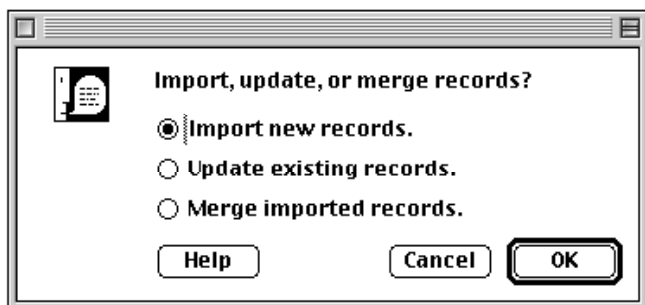 Import, update, or merge records?
Import new records.
Update existing records.
Merge imported records.
Help Cancel OK